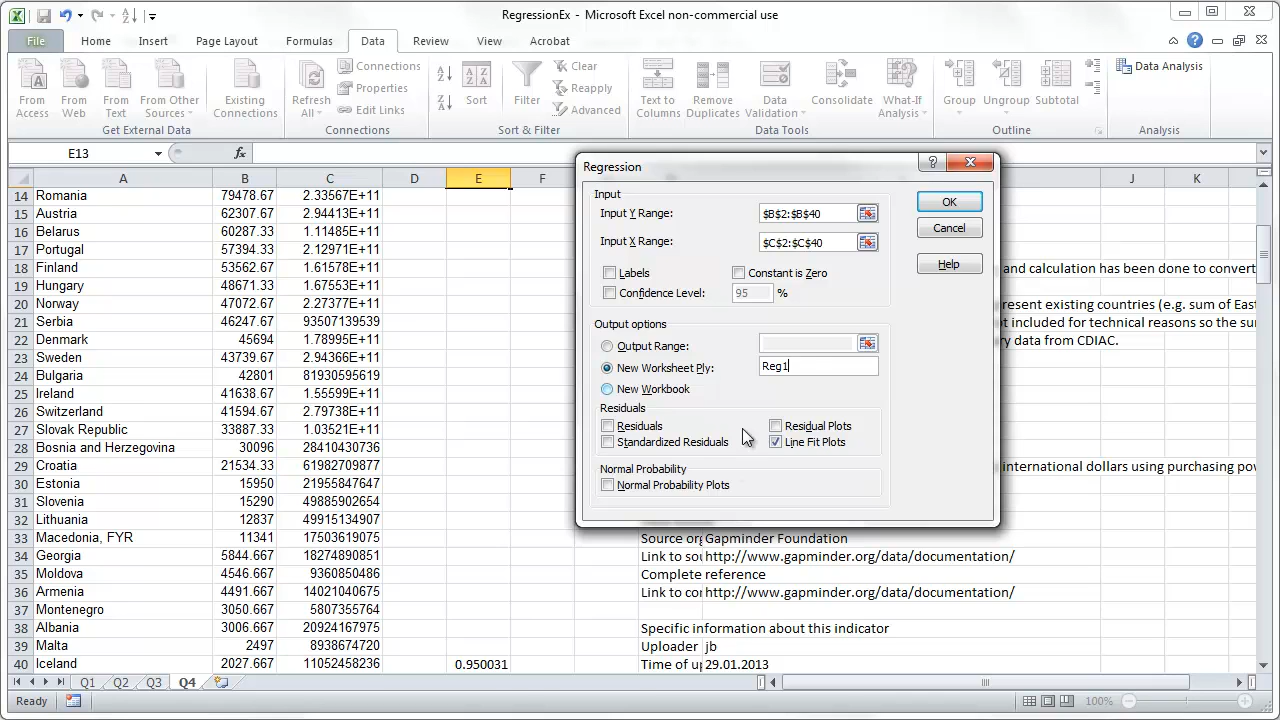 RegressionEx - Microsoft Excel non-commercial use
File Home Insert Page Layout Formulas Data Review View Acrobat
From Access
From Web
From Text
From Other Sources
Existing Connections
Get External Data
Refresh All
Connections
Properties
Edit Links
Connections
Sort
Filter
Clear
Reapply
Advanced
Sort & Filter
Text to Columns
Remove Duplicates
Data Validation
Consolidate
What-If Analysis
Data Tools
Group
Ungroup
Subtotal
Outline
Data Analysis
Analysis
E13 fx
A B C D E F J K
14 Romania 79478.67 2.33567E+11
15 Austria 62307.67 2.94413E+11
16 Belarus 60287.33 1.11485E+11
17 Portugal 57394.33 2.12971E+11
18 Finland 53562.67 1.61578E+11 and calculation has been done to convert
19 Hungary 48671.67 1.68863E+11
20 Norway 47072.67 2.27377E+11 present existing countries (e.g. sum of East
21 Serbia 46247.67 93507139539 t included for technical reasons so the sum
22 Denmark 45694 1.78995E+11 ry data from CDIAC.
23 Sweden 43739.67 2.94366E+11
24 Bulgaria 42801 81930595619
25 Ireland 41638.67 1.55599E+11
26 Switzerland 41594.67 2.79738E+11
27 Slovak Republic 33887.33 1.03521E+11
28 Bosnia and Herzegovina 30096 28410430736
29 Croatia 21534.33 61982709877 international dollars using purchasing pow
30 Estonia 15950 21955847647
31 Slovenia 15290 49885902654
32 Lithuania 12837 49915134907
33 Macedonia, FYR 11341 17503619075 Source org Gapminder Foundation
34 Georgia 5844.667 18274890851 Link to sou http://www.gapminder.org/data/documentation/
35 Moldova 4546.667 9360850486 Complete reference
36 Armenia 4491.667 14021040675 Link to con http://www.gapminder.org/data/documentation/
37 Montenegro 3050.667 5807355764
38 Albania 3006.667 20924167975 Specific information about this indicator
39 Malta 2497 8938674720 Uploader jb
40 Iceland 2027.667 11052458236 0.950031 Time of up 29.01.2013
Regression
Input
Input Y Range: $B$2:$B$40
Input X Range: $C$2:$C$40
Labels Constant is Zero
Confidence Level: 95 %
OK
Cancel
Help
Output options
Output Range:
New Worksheet Ply: Reg1
New Workbook
Residuals
Residuals Residual Plots
Standardized Residuals Line Fit Plots
Normal Probability
Normal Probability Plots
Q1 Q2 Q3 Q4
Ready 100%